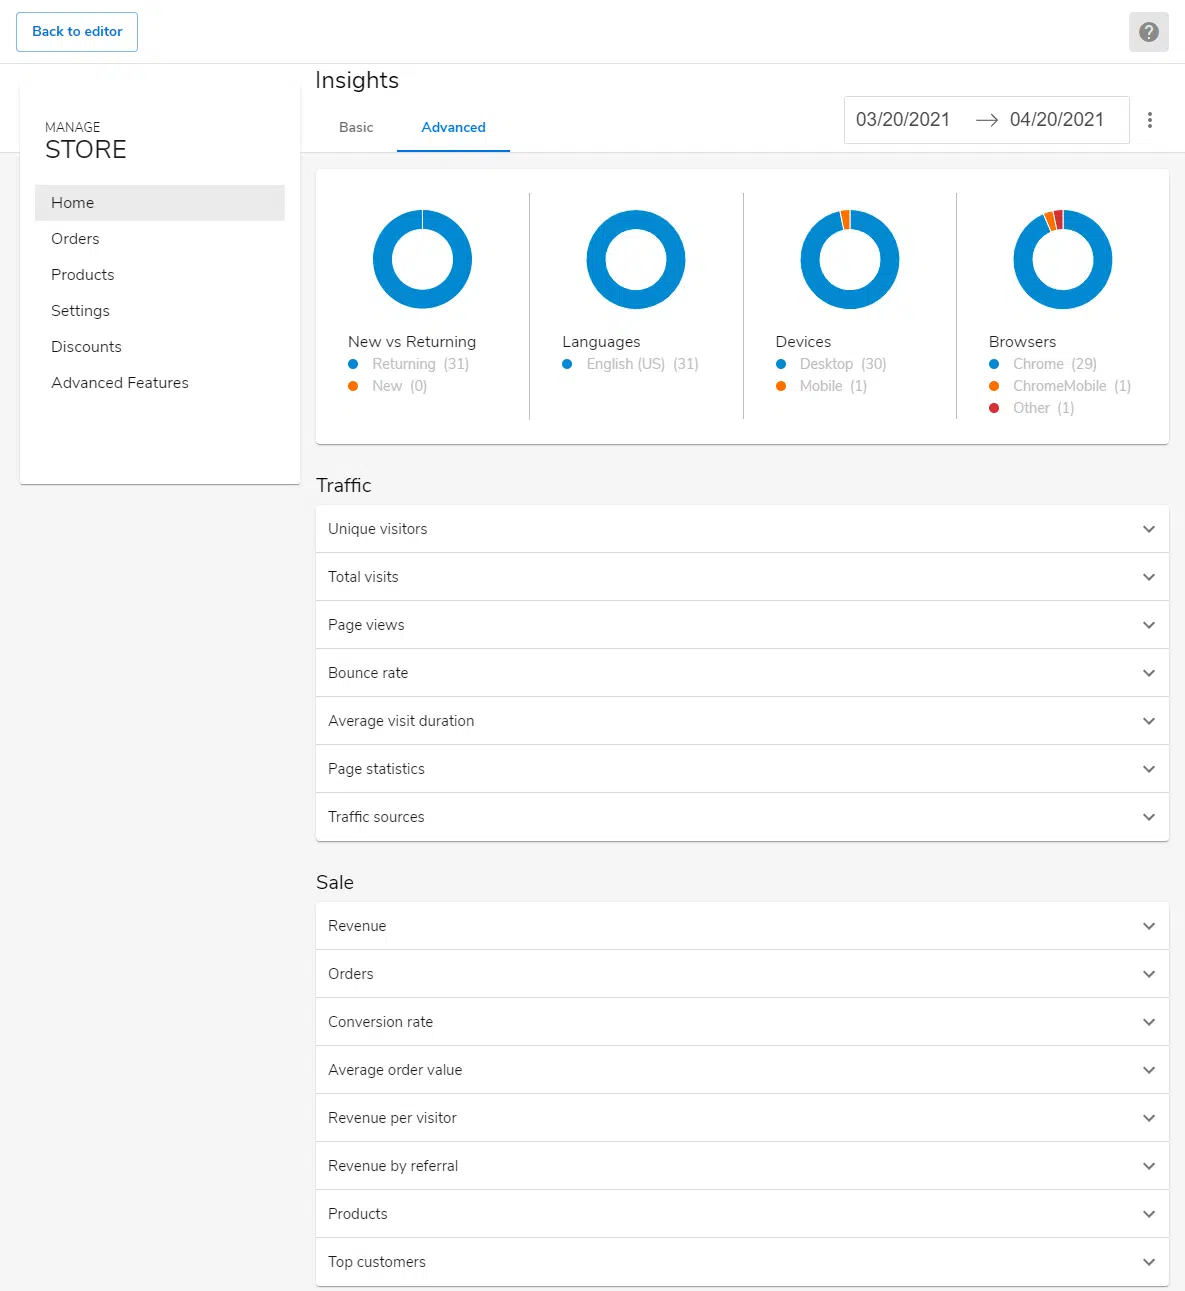 Back to editor
?
Insights
MANAGE
STORE
Home
Orders
Products
Settings
Discounts
Advanced Features
Basic
Advanced
03/20/2021 → 04/20/2021
New vs Returning
Returning (31)
New (0)
Languages
English (US) (31)
Devices
Desktop (30)
Mobile (1)
Browsers
Chrome (29)
ChromeMobile (1)
Other (1)
Traffic
Unique visitors
Total visits
Page views
Bounce rate
Average visit duration
Page statistics
Traffic sources
Sale
Revenue
Orders
Conversion rate
Average order value
Revenue per visitor
Revenue by referral
Products
Top customers